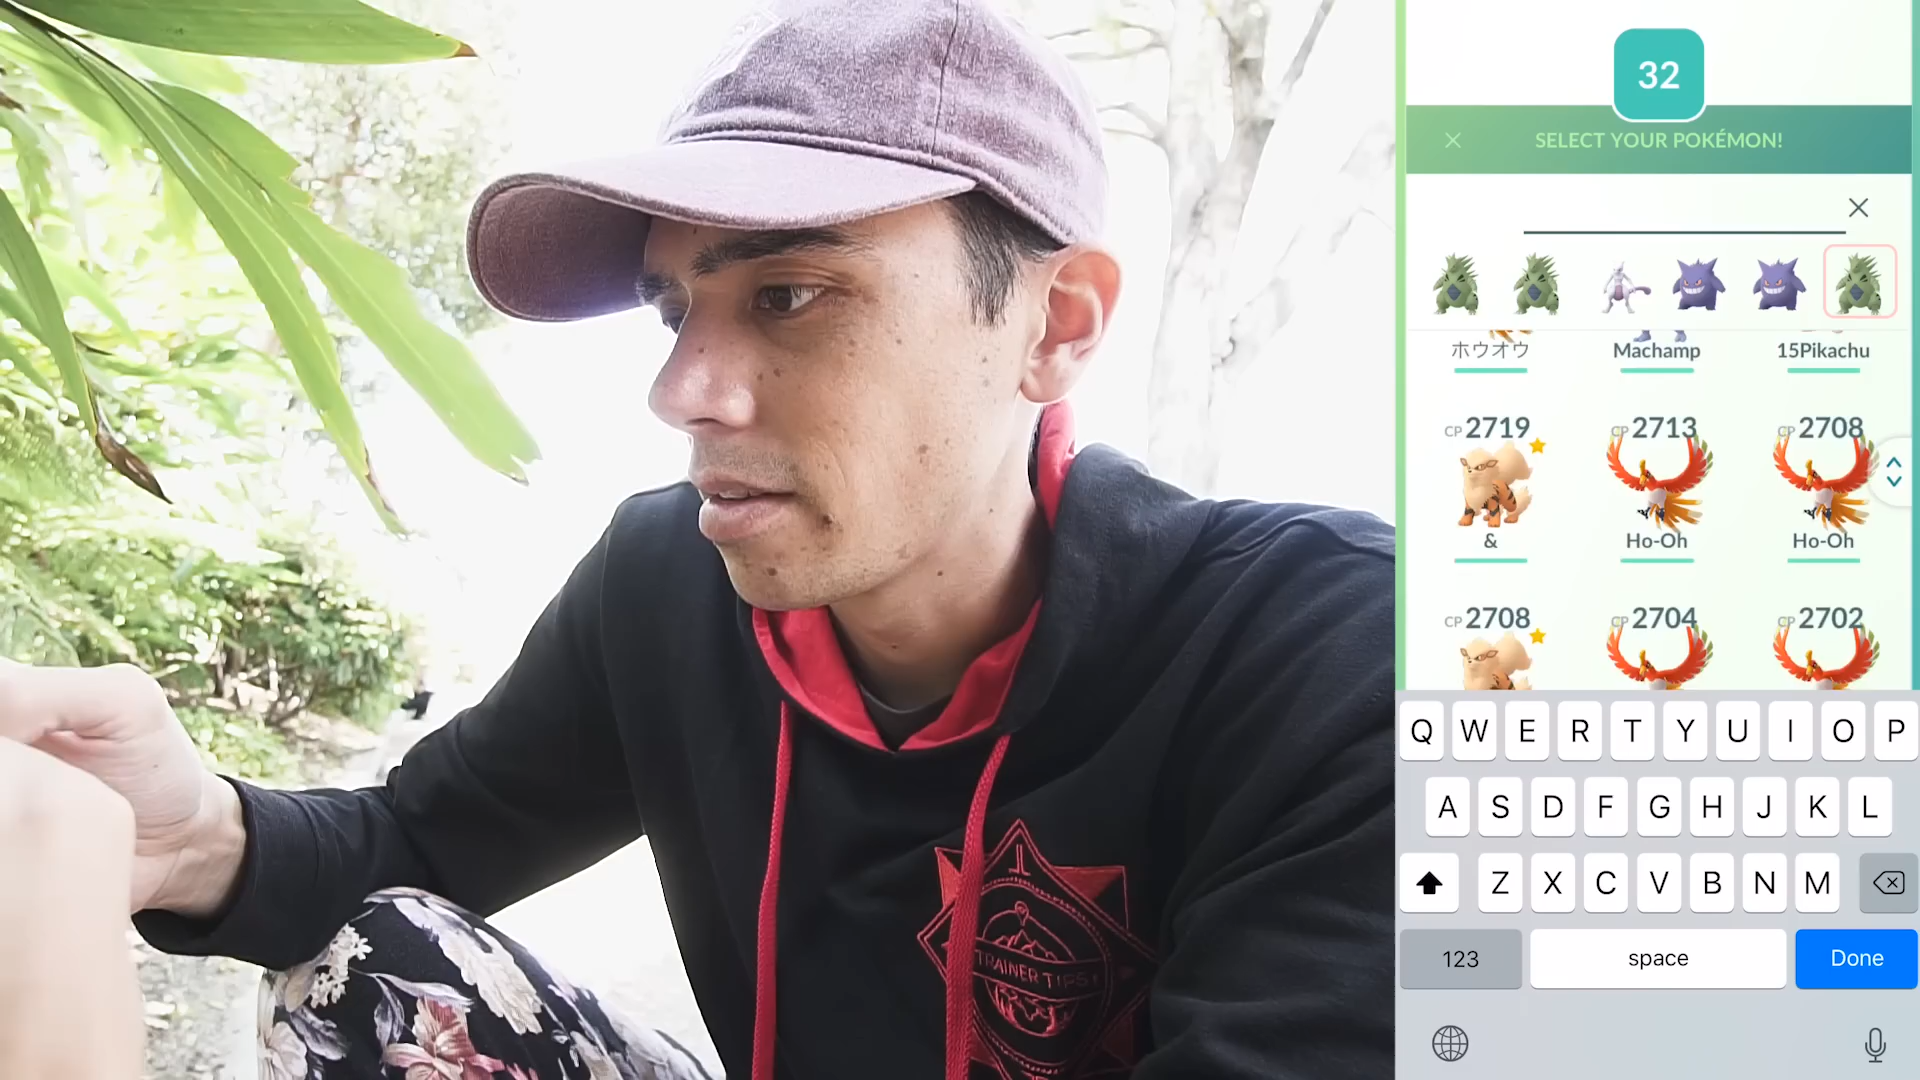 32
SELECT YOUR POKÉMON!
ホウオウ Machamp 15Pikachu
CP 2719 CP 2713 CP 2708
& Ho-Oh Ho-Oh
CP 2708 CP 2704 CP 2702
Q W E R T Y U I O P
A S D F G H J K L
Z X C V B N M
123 space Done
TRAINER TIPS